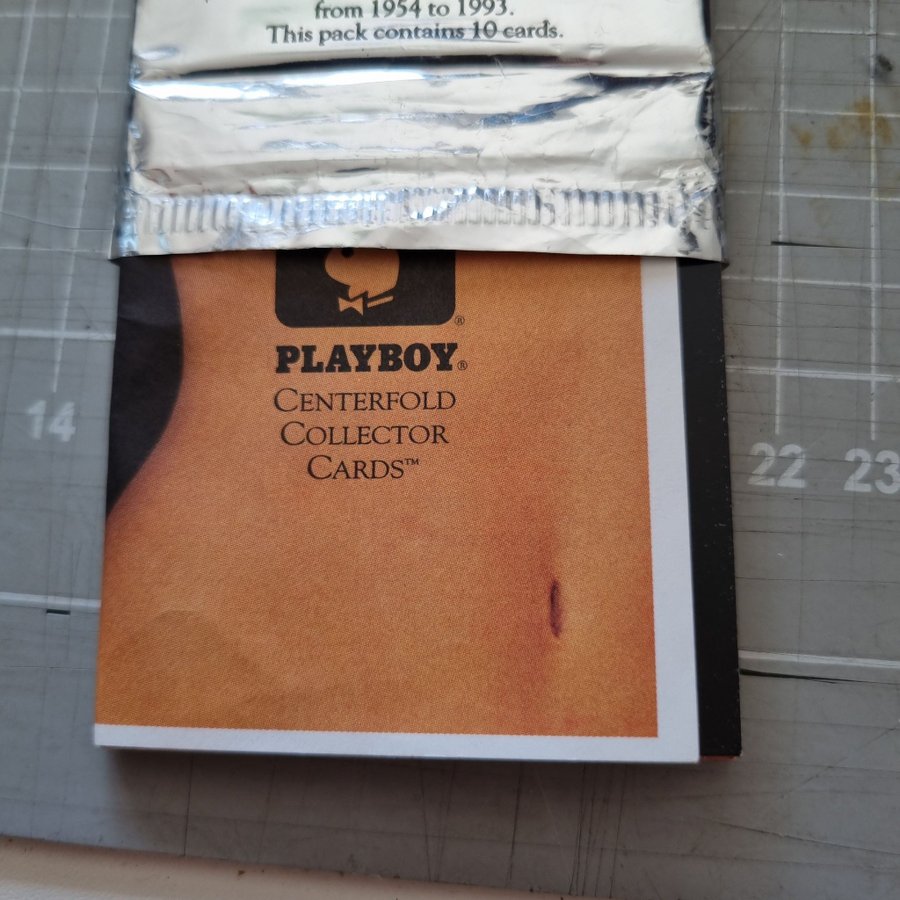 from 1954 to 1993.
This pack contains 10 cards.
®
PLAYBOY®
CENTERFOLD
COLLECTOR
CARDS™
14
22
23